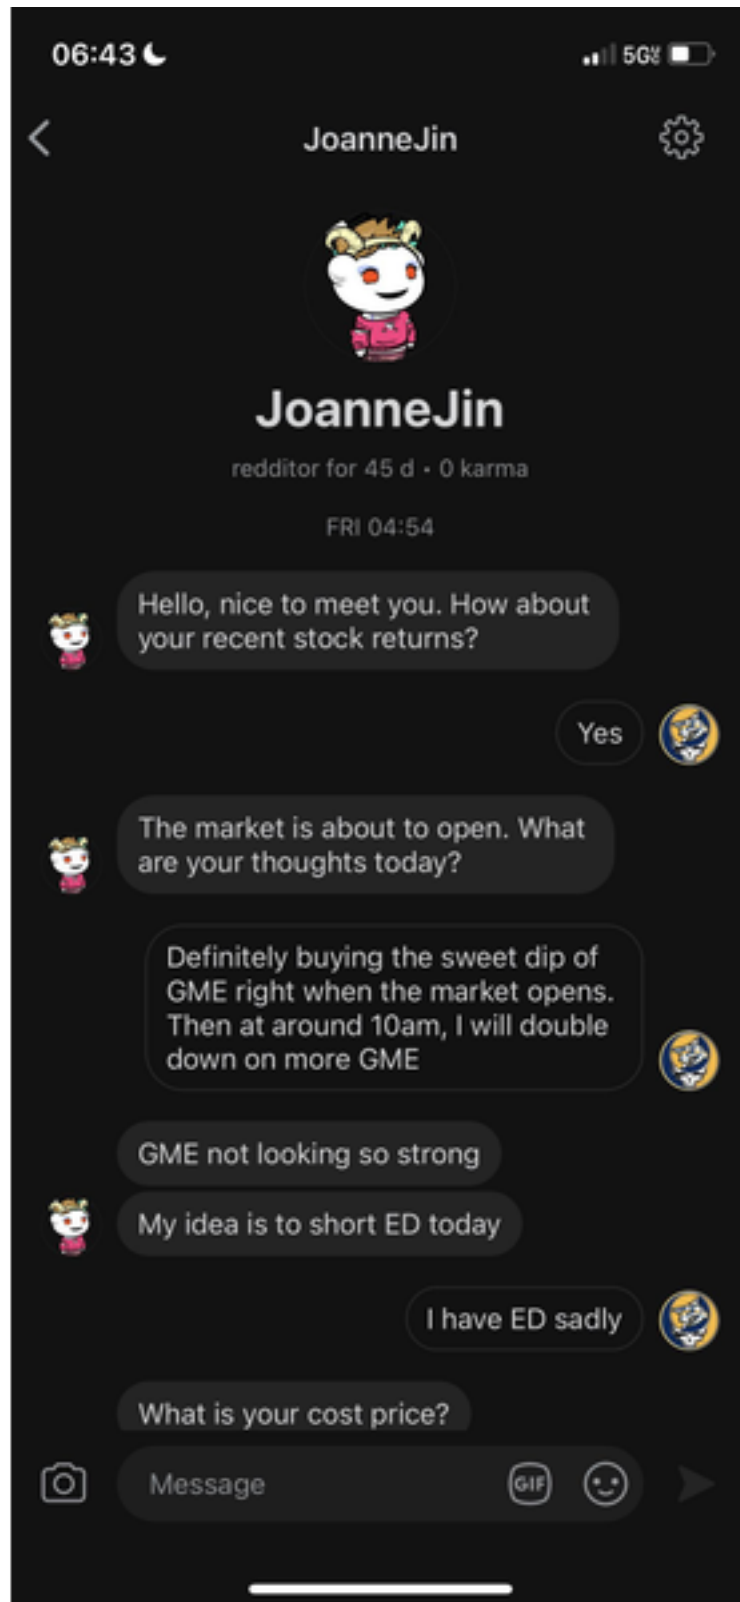 06:43
5G
JoanneJin
JoanneJin
redditor for 45 d • 0 karma
FRI 04:54
Hello, nice to meet you. How about
your recent stock returns?
Yes
The market is about to open. What
are your thoughts today?
Definitely buying the sweet dip of
GME right when the market opens.
Then at around 10am, I will double
down on more GME
GME not looking so strong
My idea is to short ED today
I have ED sadly
What is your cost price?
Message
GIF